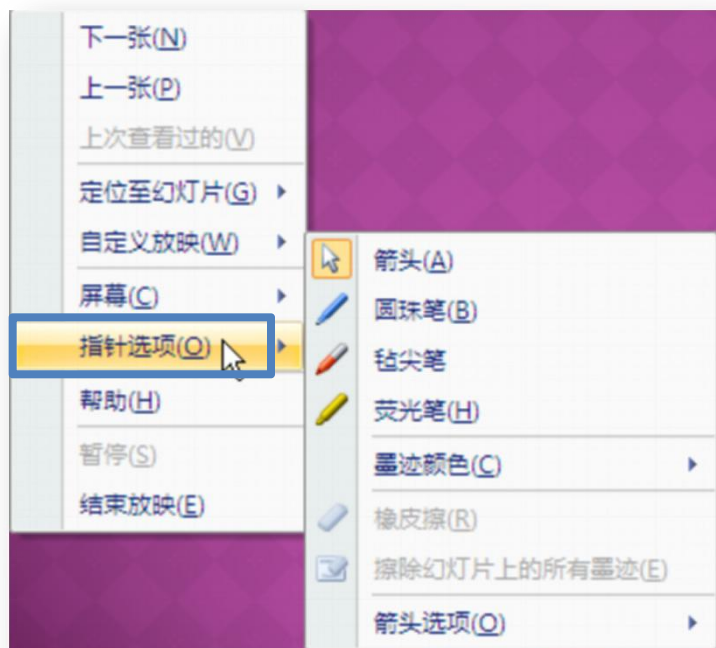 下一张(N)
上一张(P)
上次查看过的(V)
定位至幻灯片(G)
自定义放映(W)
屏幕(C)
指针选项(O)
帮助(H)
暂停(S)
结束放映(E)
箭头(A)
圆珠笔(B)
毡尖笔
荧光笔(H)
墨迹颜色(C)
橡皮擦(R)
擦除幻灯片上的所有墨迹(E)
箭头选项(O)